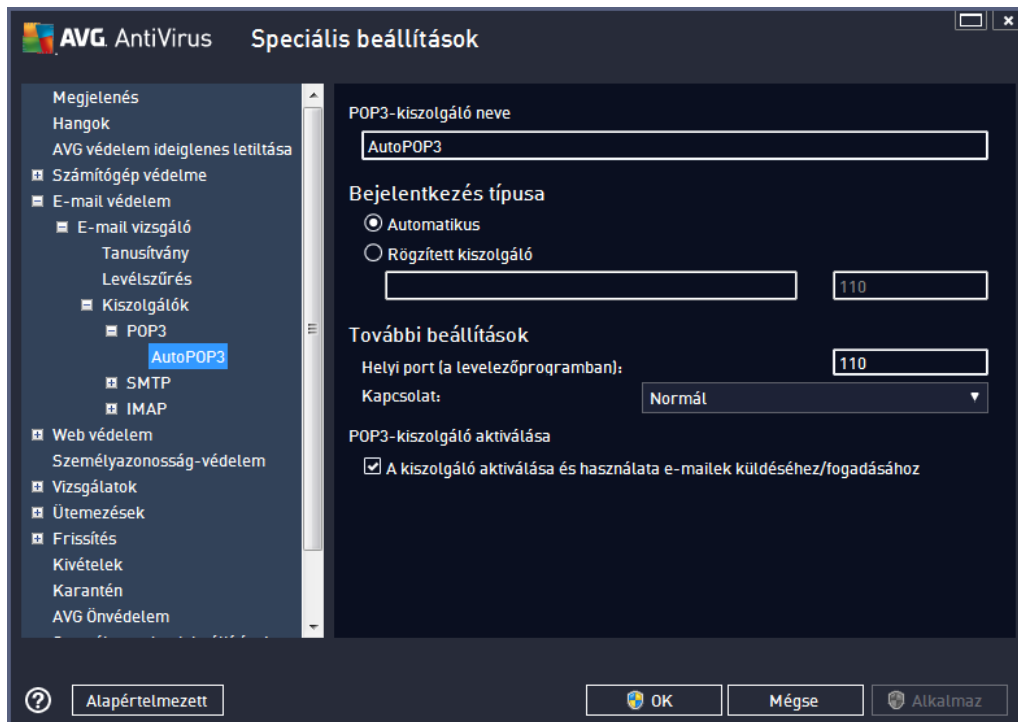 AVG. AntiVirus Speciális beállítások
Megjelenés
Hangok
AVG védelem ideiglenes letiltása
Számítógép védelme
E-mail védelem
E-mail vizsgáló
Tanusítvány
Levélszűrés
Kiszolgálók
POP3
AutoPOP3
SMTP
IMAP
Web védelem
Személyazonosság-védelem
Vizsgálatok
Ütemezések
Frissítés
Kivételek
Karantén
AVG Önvédelem
POP3-kiszolgáló neve
AutoPOP3
Bejelentkezés típusa
Automatikus
Rögzített kiszolgáló
110
További beállítások
Helyi port (a levelezőprogramban): 110
Kapcsolat: Normál
POP3-kiszolgáló aktiválása
A kiszolgáló aktiválása és használata e-mailek küldéséhez/fogadásához
? Alapértelmezett OK Mégse Alkalmaz